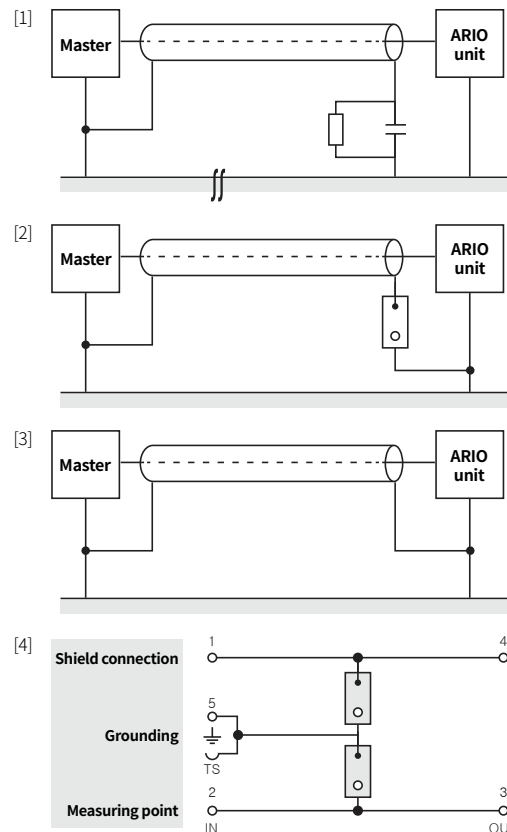 [1]
Master
ARIO
unit
[2]
Master
ARIO
unit
[3]
Master
ARIO
unit
[4]
1
4
Shield connection
5
Grounding
TS
2
3
Measuring point
IN
OU